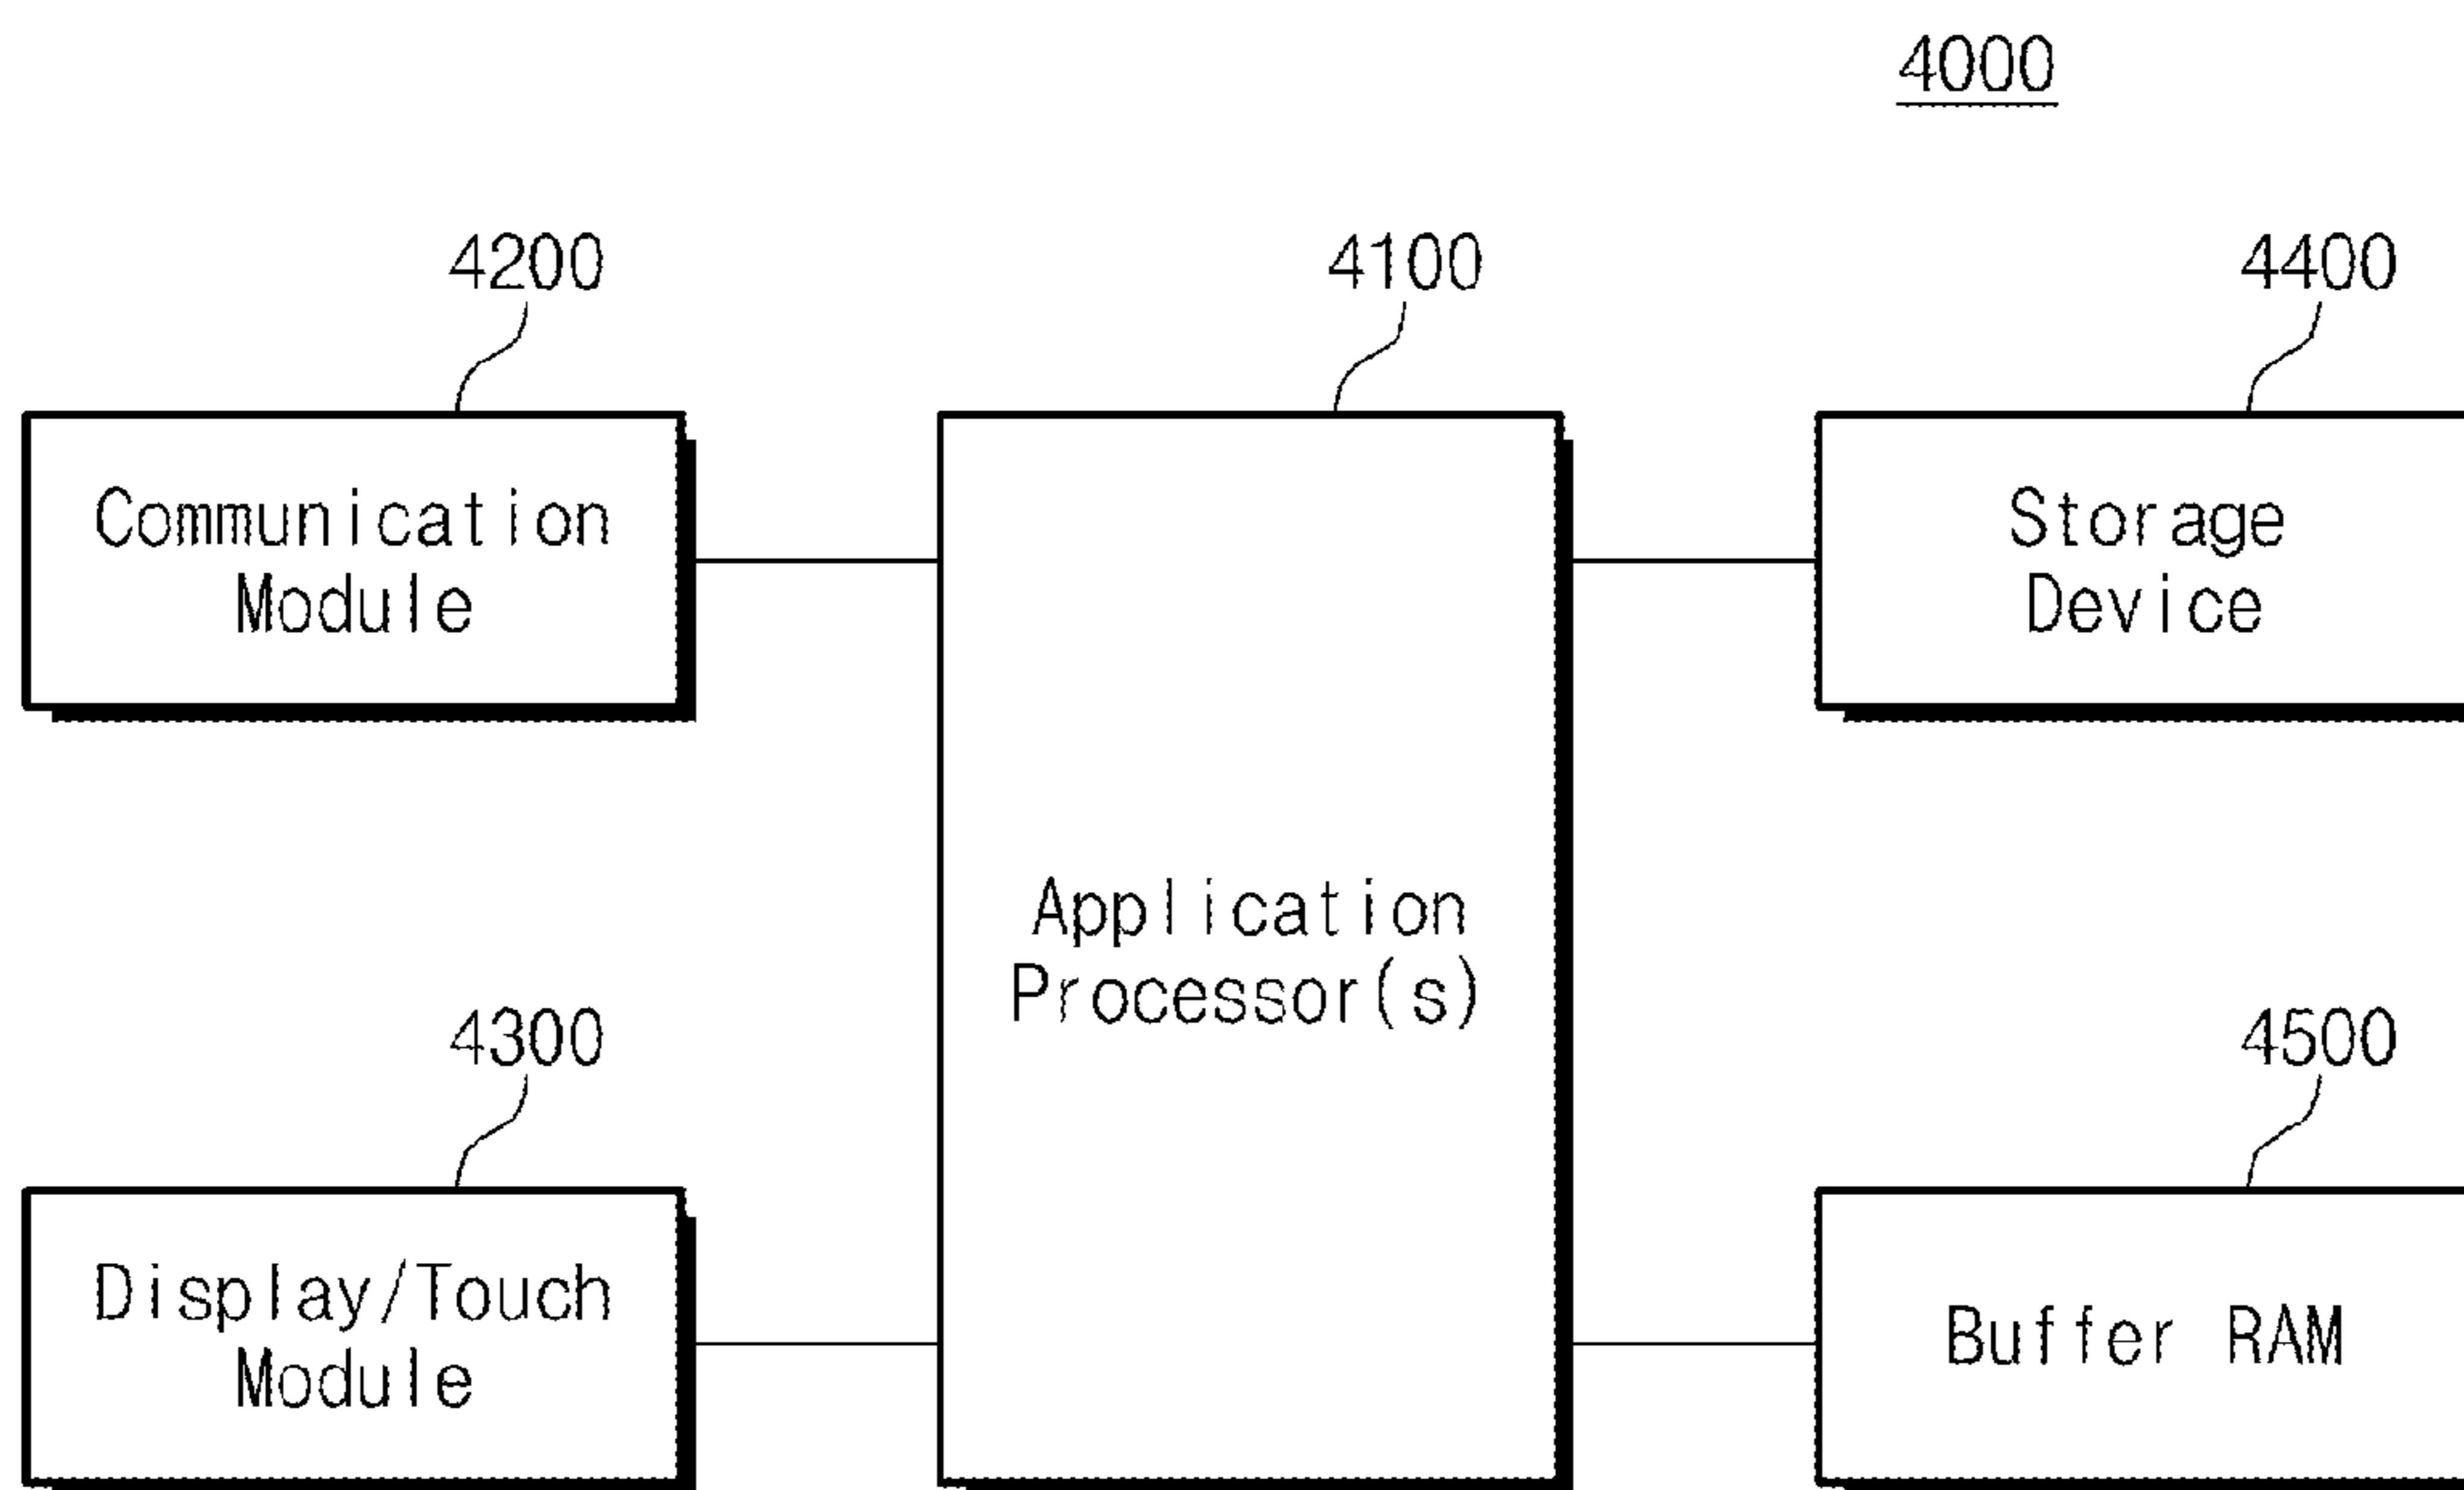 4000
4200
4100
4400
Communication
Module
Storage
Device
Application
Processor(s)
4300
4500
Display/Touch
Module
Buffer RAM